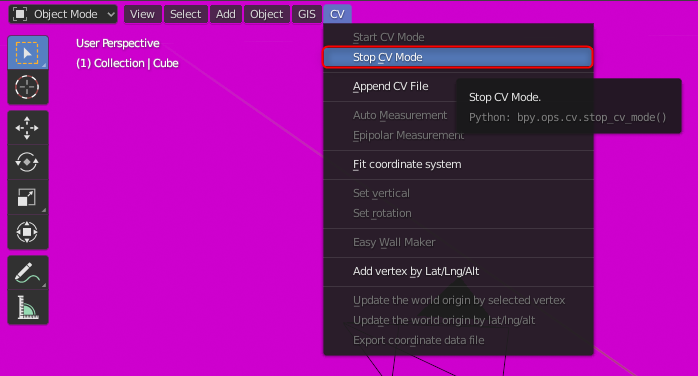 Object Mode View Select Add Object GIS CV
User Perspective
(1) Collection | Cube
Start CV Mode
Stop CV Mode
Append CV File
Stop CV Mode.
Python: bpy.ops.cv.stop_cv_mode()
Auto Measurement
Epipolar Measurement
Fit coordinate system
Set vertical
Set rotation
Easy Wall Maker
Add vertex by Lat/Lng/Alt
Update the world origin by selected vertex
Update the world origin by lat/lng/alt
Export coordinate data file